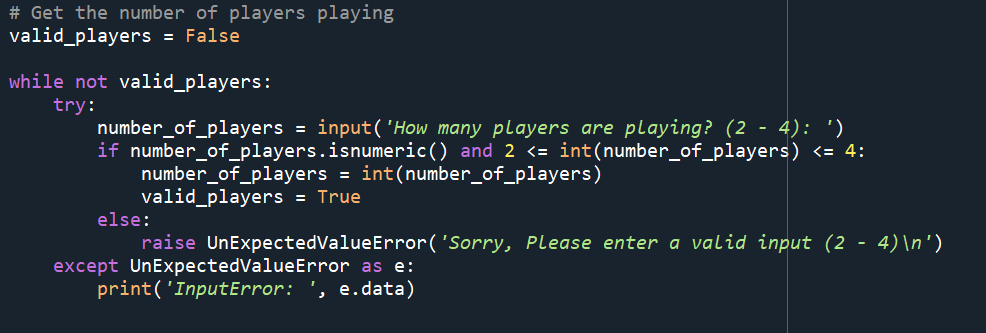 # Get the number of players playing
valid_players = False
while not valid_players:
    try:
        number_of_players = input('How many players are playing? (2 - 4): ')
        if number_of_players.isnumeric() and 2 <= int(number_of_players) <= 4:
            number_of_players = int(number_of_players)
            valid_players = True
        else:
            raise UnExpectedValueError('Sorry, Please enter a valid input (2 - 4)\n')
    except UnExpectedValueError as e:
        print('InputError: ', e.data)